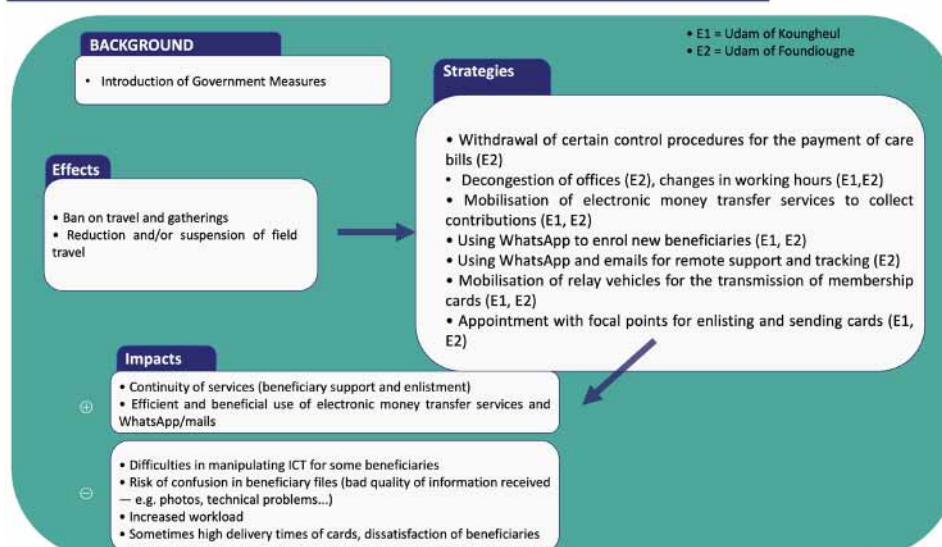 BACKGROUND
• Introduction of Government Measures
• E1 = Udam of Koungheul
• E2 = Udam of Foundiougne
Effects
• Ban on travel and gatherings
• Reduction and/or suspension of field
travel
Strategies
• Withdrawal of certain control procedures for the payment of care
bills (E2)
• Decongestion of offices (E2), changes in working hours (E1,E2)
• Mobilisation of electronic money transfer services to collect
contributions (E1, E2)
• Using WhatsApp to enrol new beneficiaries (E1, E2)
• Using WhatsApp and emails for remote support and tracking (E2)
• Mobilisation of relay vehicles for the transmission of membership
cards (E1, E2)
• Appointment with focal points for enlisting and sending cards (E1,
E2)
Impacts
⊕
• Continuity of services (beneficiary support and enlistment)
• Efficient and beneficial use of electronic money transfer services and
WhatsApp/mails
⊖
• Difficulties in manipulating ICT for some beneficiaries
• Risk of confusion in beneficiary files (bad quality of information received
— e.g. photos, technical problems...)
• Increased workload
• Sometimes high delivery times of cards, dissatisfaction of beneficiaries